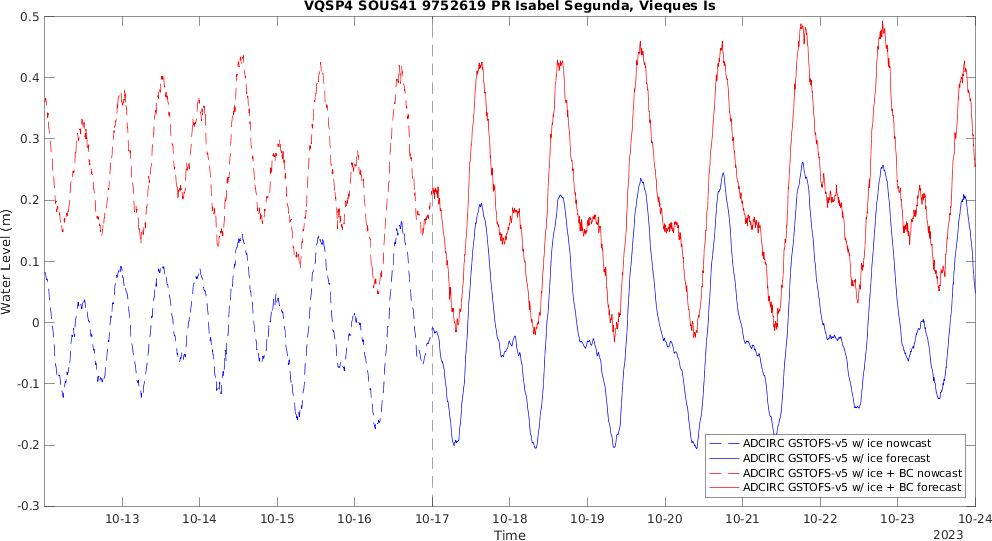 VQSP4 SOUS41 9752619 PR Isabel Segunda, Vieques Is
Water Level (m)
0.5
0.4
0.3
0.2
0.1
0
-0.1
-0.2
-0.3
ADCIRC GSTOFS-v5 w/ ice nowcast
ADCIRC GSTOFS-v5 w/ ice forecast
ADCIRC GSTOFS-v5 w/ ice + BC nowcast
ADCIRC GSTOFS-v5 w/ ice + BC forecast
10-13 10-14 10-15 10-16 10-17 10-18 10-19 10-20 10-21 10-22 10-23 10-24
Time
2023